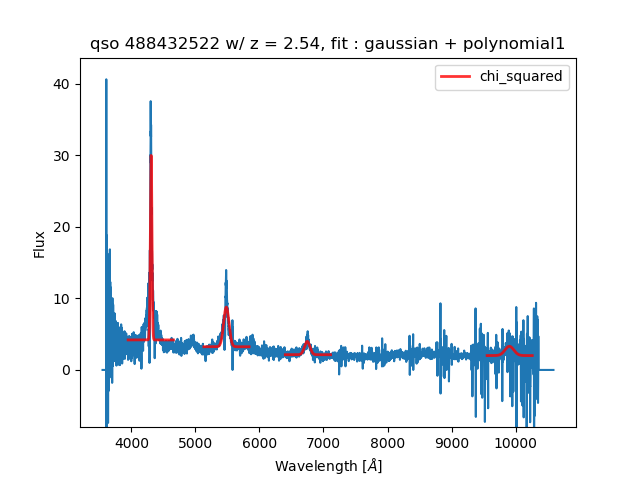 qso 488432522 w/ z = 2.54, fit : gaussian + polynomial1
chi_squared
Flux
40
30
20
10
0
4000 5000 6000 7000 8000 9000 10000
Wavelength [Å]